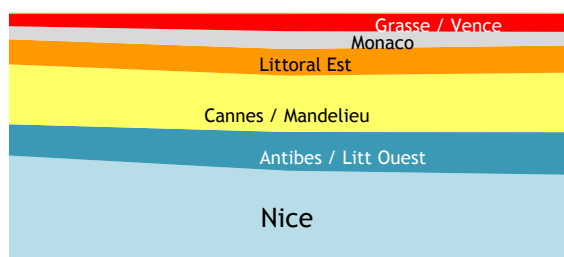 Grasse / Vence
Monaco
Littoral Est
Cannes / Mandelieu
Antibes / Litt Ouest
Nice